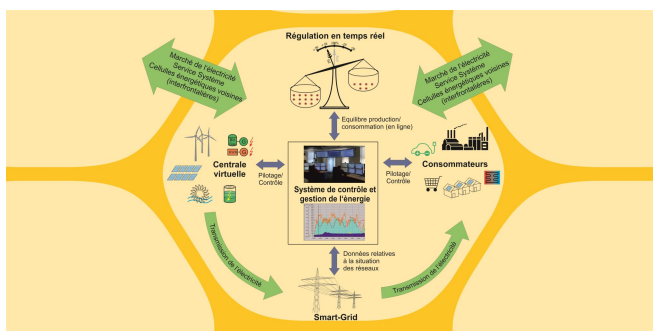 Régulation en temps réel
Marché de l'électricité
Service Système
Cellules énergétiques voisines
(interfrontalières)
Marché de l'électricité
Service Système
Cellules énergétiques voisines
(interfrontalières)
Equilibre production/
consommation (en ligne)
Centrale
virtuelle
Pilotage/
Contrôle
Système de contrôle et
gestion de l'énergie
Pilotage/
Contrôle
Consommateurs
Transmission de l'électricité
Données relatives
à la situation
des réseaux
Transmission de l'électricité
Smart-Grid